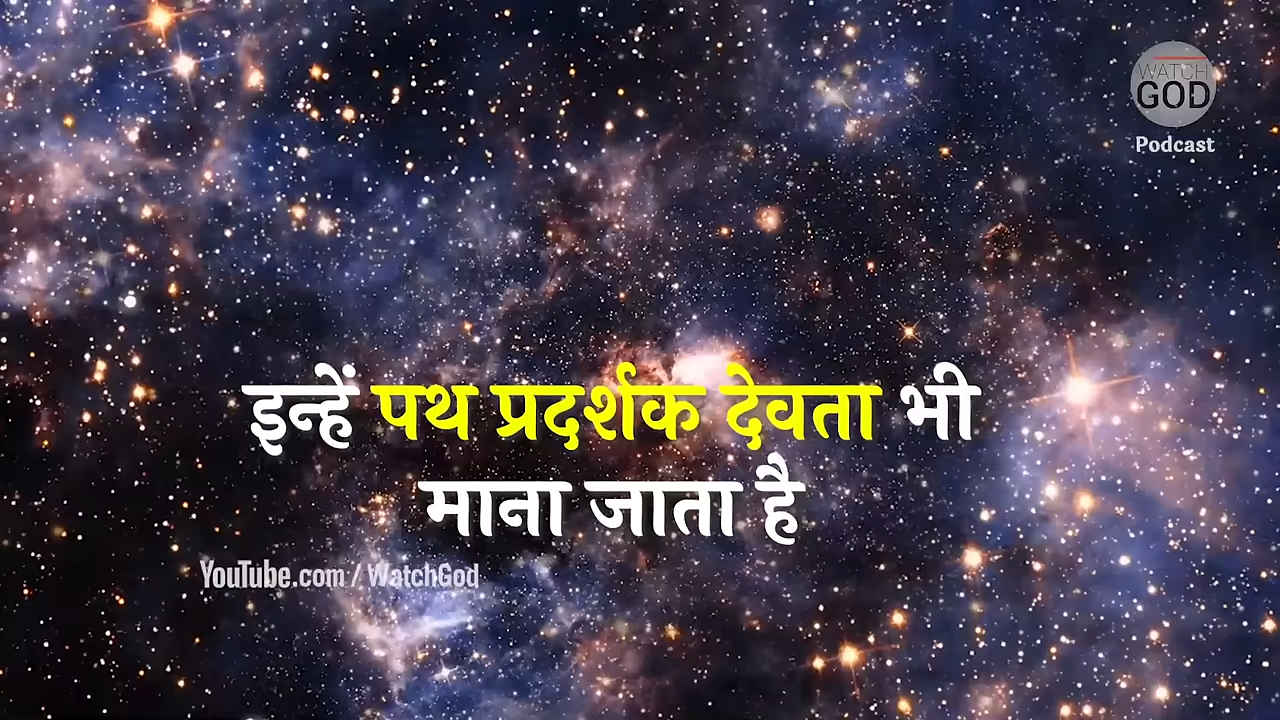 WATCH
GOD
Podcast
इन्हें पथ प्रदर्शक देवता भी
माना जाता है
YouTube.com / WatchGod